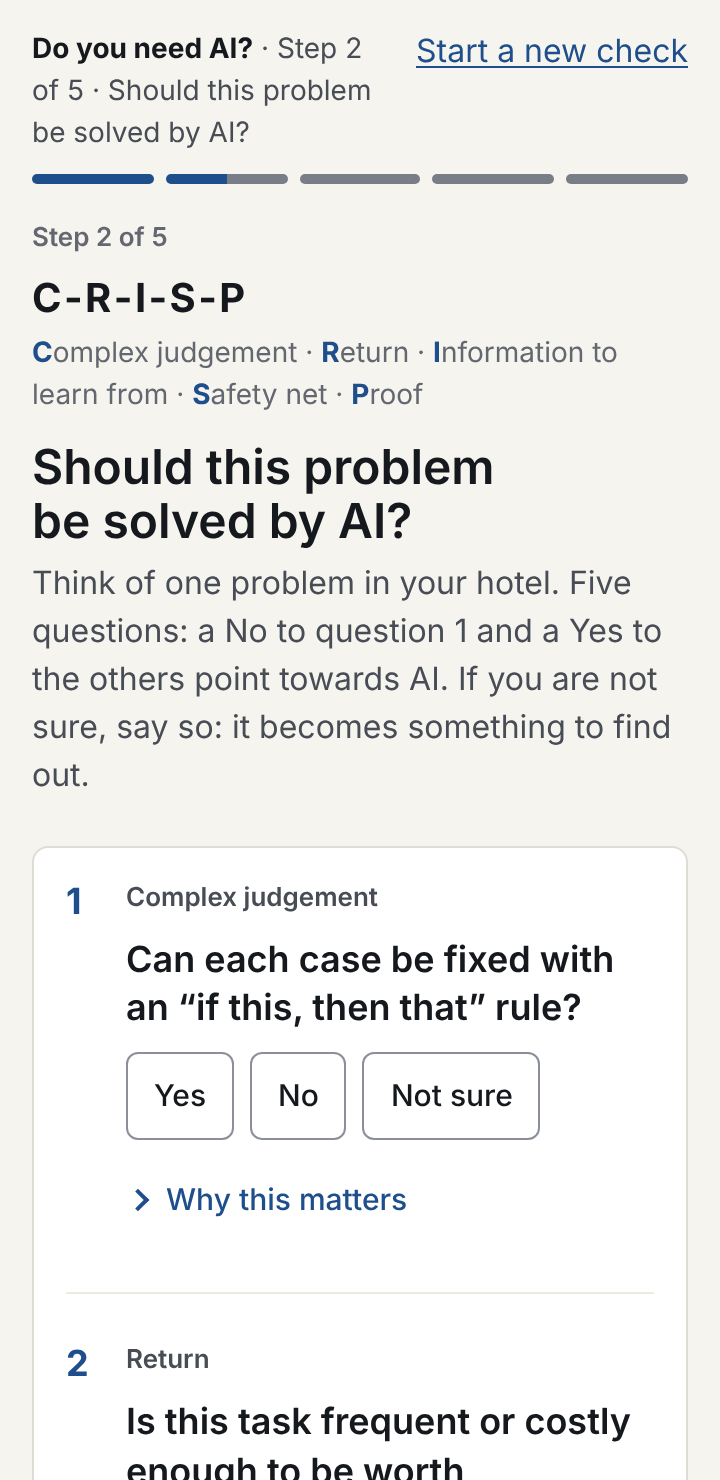 Do you need AI? · Step 2
of 5 · Should this problem
be solved by AI?
Start a new check
Step 2 of 5
C-R-I-S-P
Complex judgement · Return · Information to
learn from · Safety net · Proof
Should this problem
be solved by AI?
Think of one problem in your hotel. Five
questions: a No to question 1 and a Yes to
the others point towards AI. If you are not
sure, say so: it becomes something to find
out.
1
Complex judgement
Can each case be fixed with
an “if this, then that” rule?
Yes
No
Not sure
Why this matters
2
Return
Is this task frequent or costly
enough to be worth